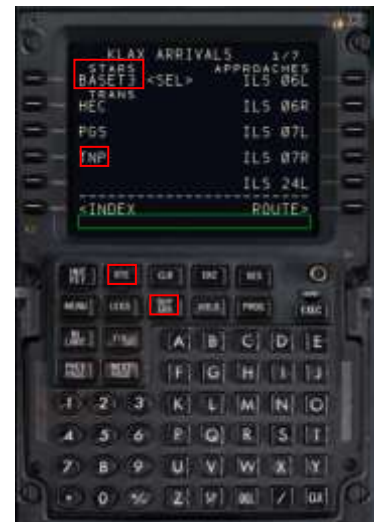 KLAX ARRIVALS 1/7
STARS APPROACHES
BASET3 <SEL> ILS 06L
TRANS
HEC ILS 06R
PGS ILS 07L
TNP ILS 07R
ILS 24L
<INDEX ROUTE>
RTE CLB CRZ DES
MENU LEGS DEP ARR HOLD PROG EXEC
A B C D E
F G H I J
1 2 3 K L M N O
4 5 6 P Q R S T
7 8 9 U V W X Y
. 0 +/- Z SP DEL / CLR